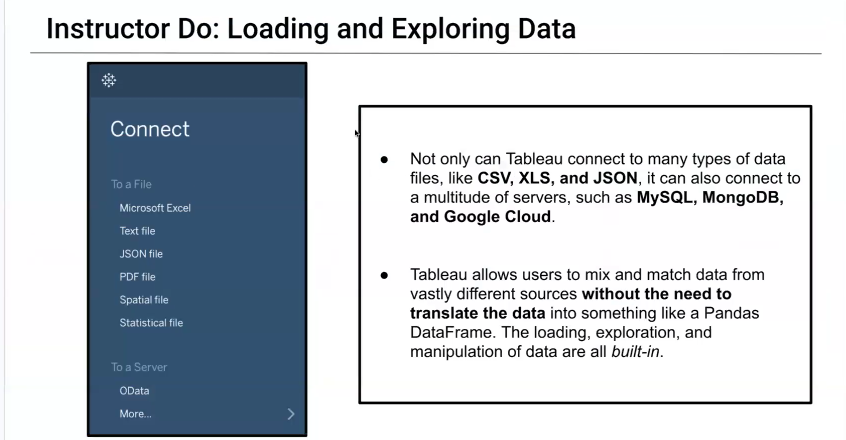 Instructor Do: Loading and Exploring Data
Connect
To a File
Microsoft Excel
Text file
JSON file
PDF file
Spatial file
Statistical file
To a Server
OData
More...
● Not only can Tableau connect to many types of data
files, like CSV, XLS, and JSON, it can also connect to
a multitude of servers, such as MySQL, MongoDB,
and Google Cloud.
● Tableau allows users to mix and match data from
vastly different sources without the need to
translate the data into something like a Pandas
DataFrame. The loading, exploration, and
manipulation of data are all built-in.